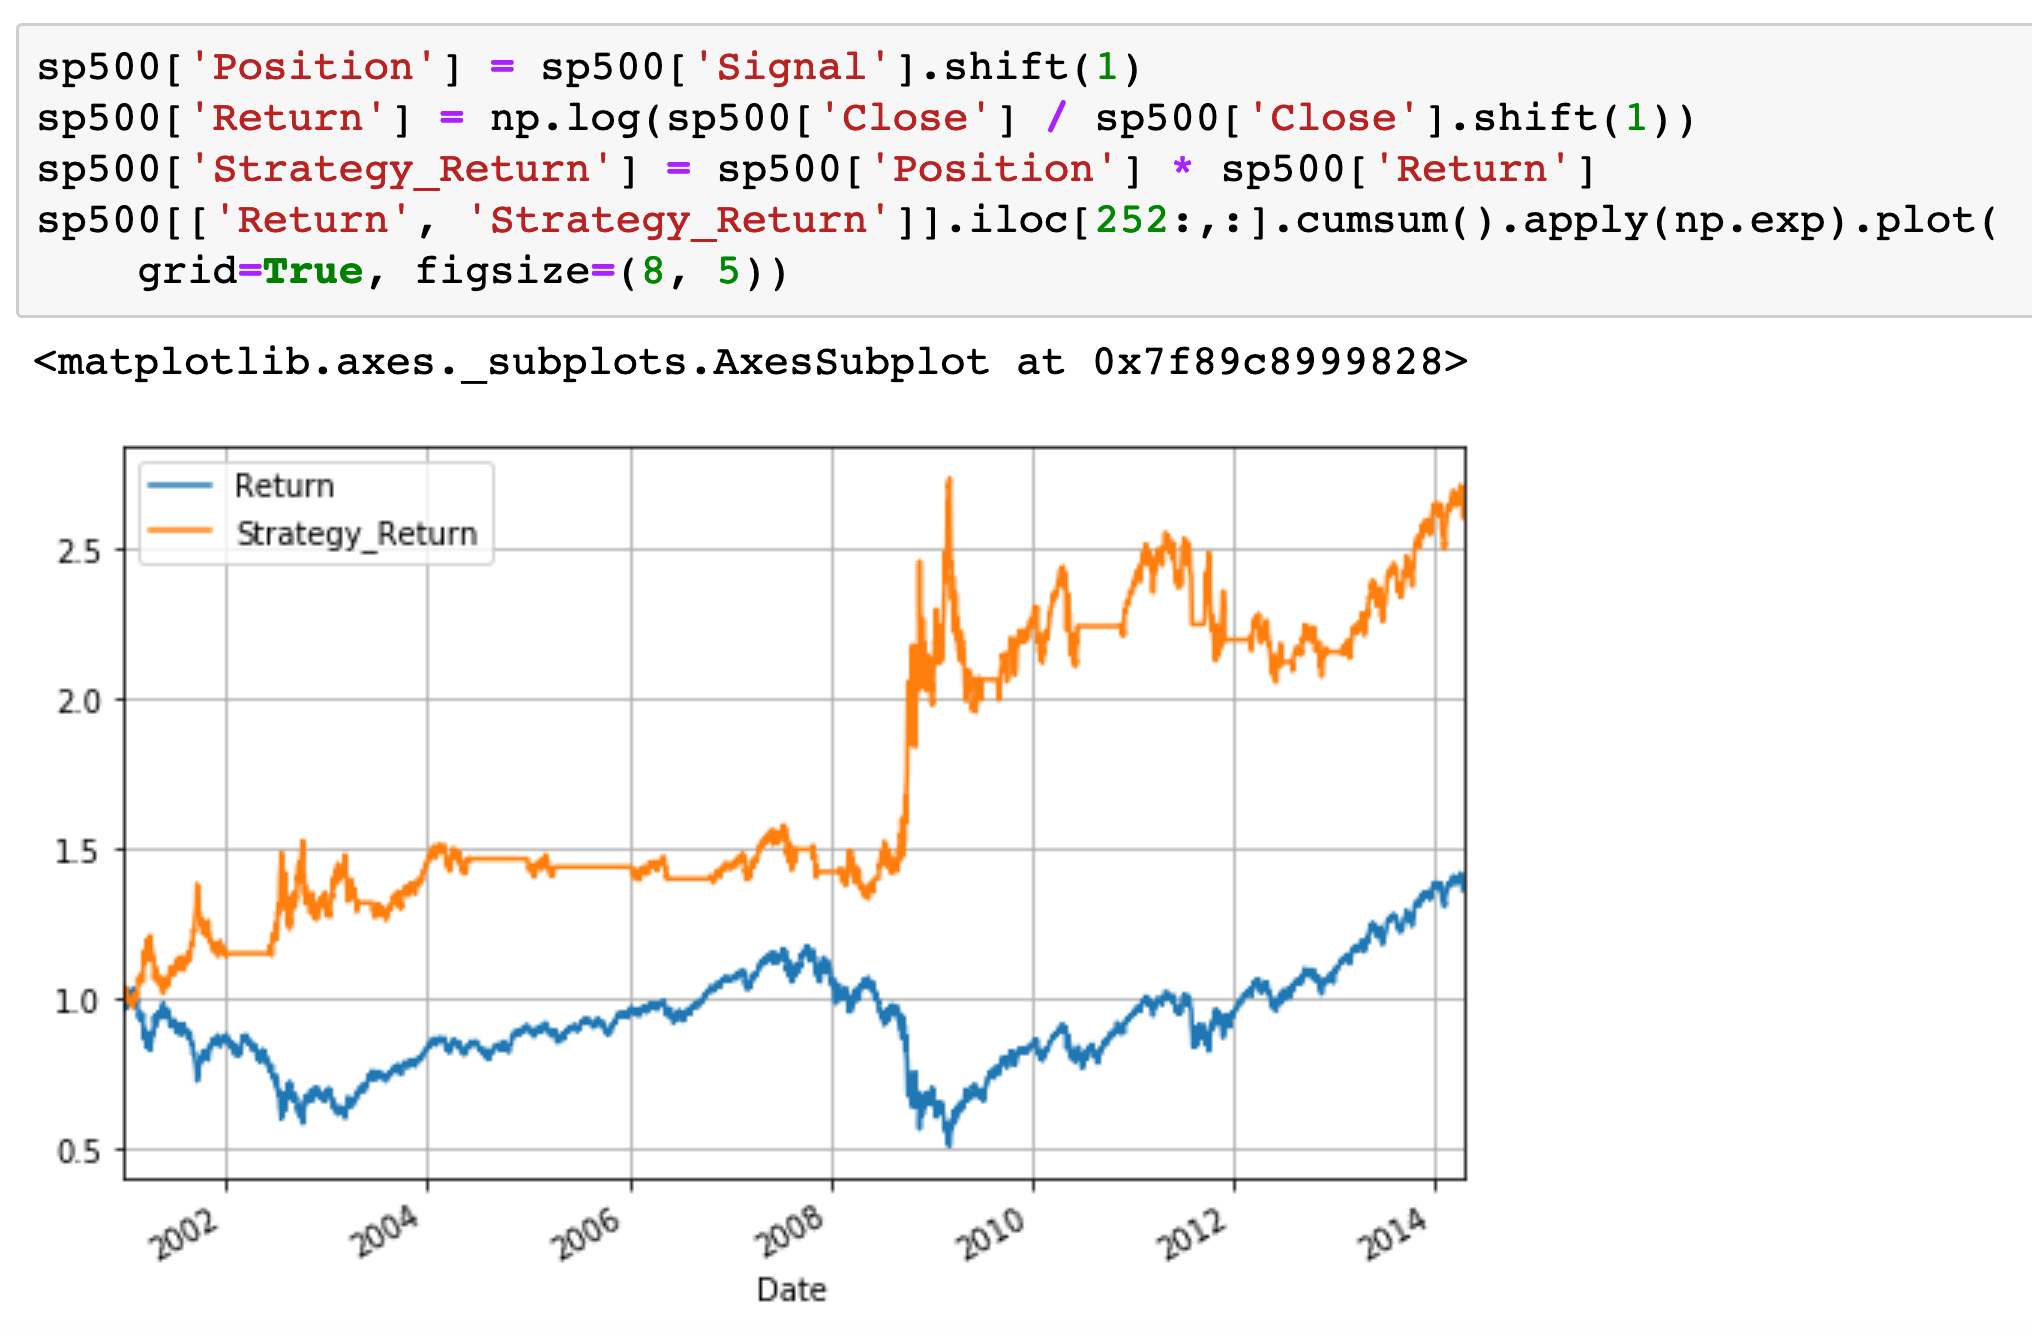 sp500['Position'] = sp500['Signal'].shift(1)
sp500['Return'] = np.log(sp500['Close'] / sp500['Close'].shift(1))
sp500['Strategy_Return'] = sp500['Position'] * sp500['Return']
sp500[['Return', 'Strategy_Return']].iloc[252:,:].cumsum().apply(np.exp).plot(
    grid=True, figsize=(8, 5))
<matplotlib.axes._subplots.AxesSubplot at 0x7f89c8999828>
Return
Strategy_Return
2.5
2.0
1.5
1.0
0.5
2002 2004 2006 2008 2010 2012 2014
Date